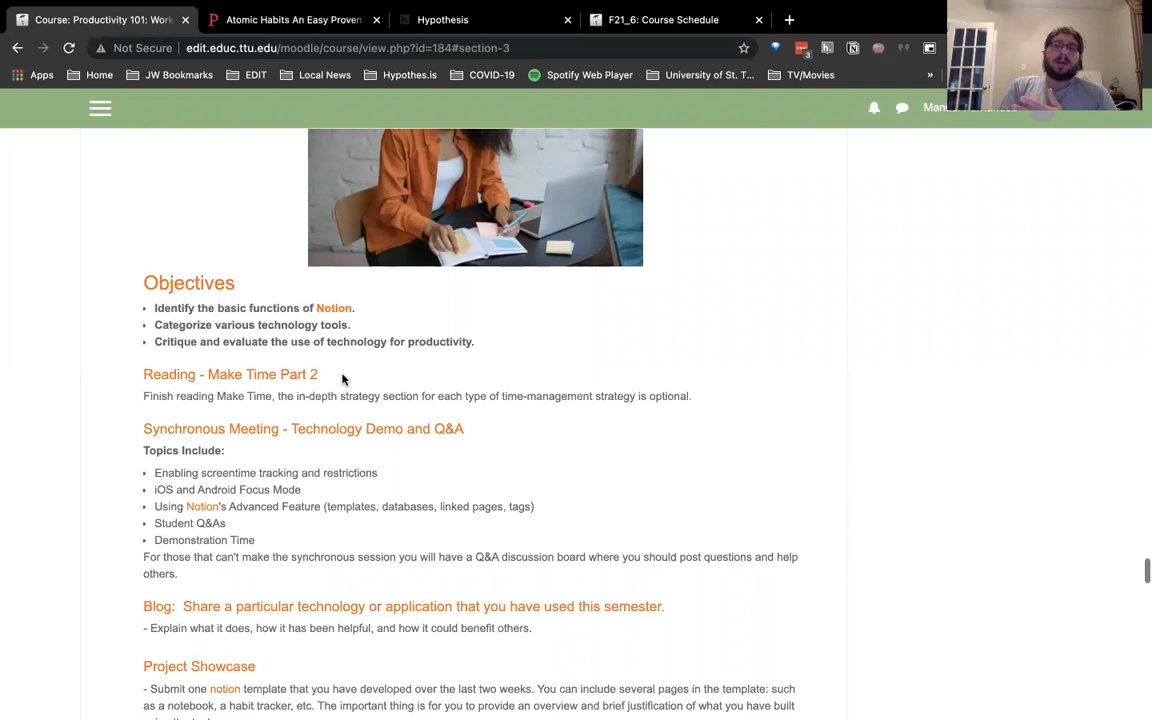 Course: Productivity 101: Work
Atomic Habits An Easy Proven
Hypothesis
F21_6: Course Schedule
Not Secure
edit.educ.ttu.edu/moodle/course/view.php?id=184#section-3
3
Apps
Home
JW Bookmarks
EDIT
Local News
Hypothes.is
COVID-19
Spotify Web Player
University of St. T...
TV/Movies
»
Objectives
Identify the basic functions of Notion.
Categorize various technology tools.
Critique and evaluate the use of technology for productivity.
Reading - Make Time Part 2
Finish reading Make Time, the in-depth strategy section for each type of time-management strategy is optional.
Synchronous Meeting - Technology Demo and Q&A
Topics Include:
Enabling screentime tracking and restrictions
iOS and Android Focus Mode
Using Notion's Advanced Feature (templates, databases, linked pages, tags)
Student Q&As
Demonstration Time
For those that can't make the synchronous session you will have a Q&A discussion board where you should post questions and help
others.
Blog:  Share a particular technology or application that you have used this semester.
- Explain what it does, how it has been helpful, and how it could benefit others.
Project Showcase
- Submit one notion template that you have developed over the last two weeks. You can include several pages in the template: such
as a notebook, a habit tracker, etc. The important thing is for you to provide an overview and brief justification of what you have built